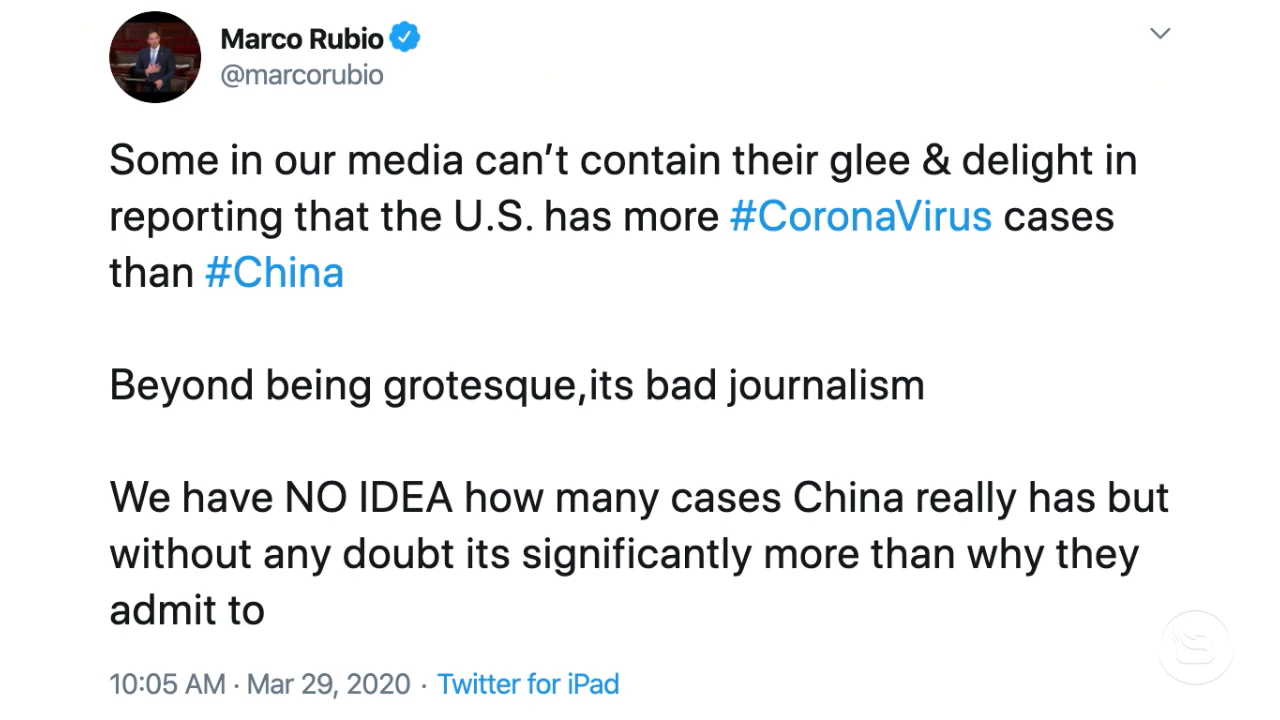 Marco Rubio
@marcorubio
Some in our media can’t contain their glee & delight in
reporting that the U.S. has more #CoronaVirus cases
than #China
Beyond being grotesque,its bad journalism
We have NO IDEA how many cases China really has but
without any doubt its significantly more than why they
admit to
10:05 AM · Mar 29, 2020 · Twitter for iPad